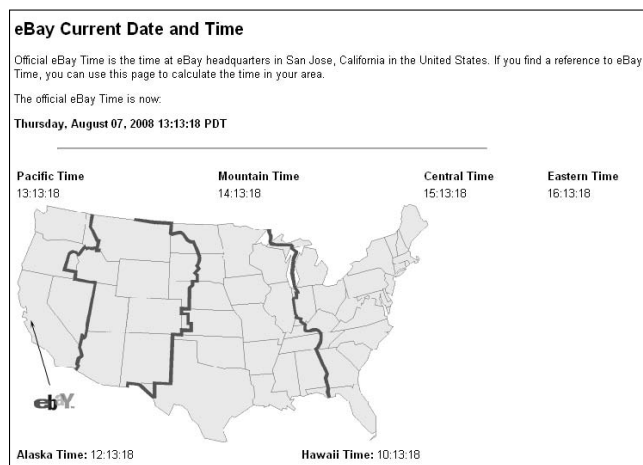 eBay Current Date and Time
Official eBay Time is the time at eBay headquarters in San Jose, California in the United States. If you find a reference to eBay
Time, you can use this page to calculate the time in your area.
The official eBay Time is now:
Thursday, August 07, 2008 13:13:18 PDT
Pacific Time Mountain Time Central Time Eastern Time
13:13:18 14:13:18 15:13:18 16:13:18
ebaY
Alaska Time: 12:13:18 Hawaii Time: 10:13:18